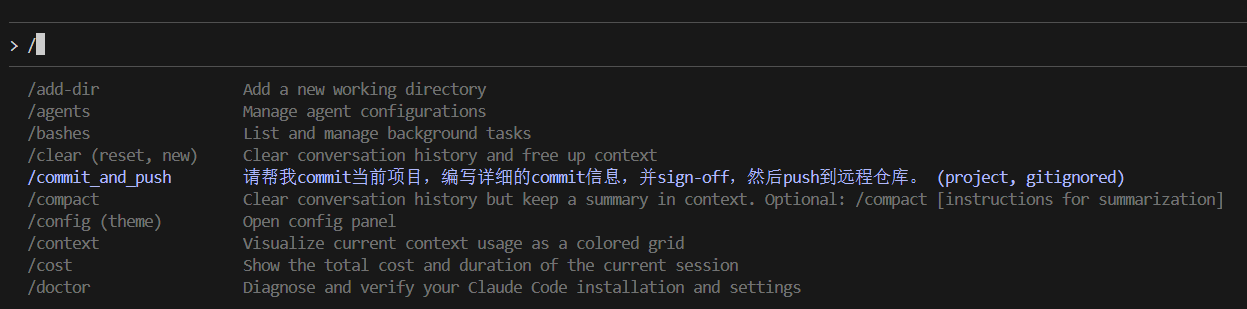 > /
/add-dir Add a new working directory
/agents Manage agent configurations
/bashes List and manage background tasks
/clear (reset, new) Clear conversation history and free up context
/commit_and_push 请帮我commit当前项目，编写详细的commit信息，并sign-off，然后push到远程仓库。 (project, gitignored)
/compact Clear conversation history but keep a summary in context. Optional: /compact [instructions for summarization]
/config (theme) Open config panel
/context Visualize current context usage as a colored grid
/cost Show the total cost and duration of the current session
/doctor Diagnose and verify your Claude Code installation and settings